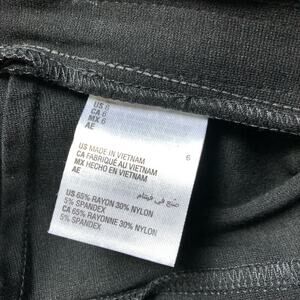 US 6
CA 6
MX 6
AE
US MADE IN VIETNAM
CA FABRIQUÉ AU VIETNAM
MX HECHO EN VIETNAM
AE
6
صنع في فيتنام
US 65% RAYON 30% NYLON
5% SPANDEX
CA 65% RAYONNE 30% NYLON
5% SPANDEX